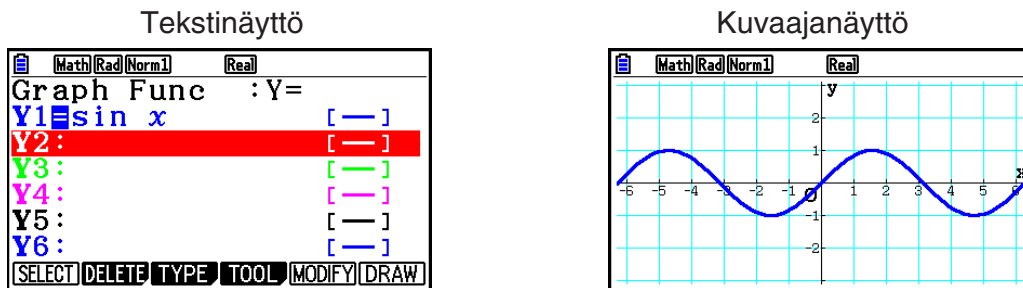 Tekstinäyttö
Math Rad Norm1 Real
Graph Func :Y=
Y1=sin x [—]
Y2: [—]
Y3: [—]
Y4: [—]
Y5: [—]
Y6: [—]
SELECT DELETE TYPE TOOL MODIFY DRAW
Kuvaajanäyttö
Math Rad Norm1 Real
y
2
1
x
-6 -5 -4 -3 -2 -1 O 1 2 3 4 5 6
-1
-2